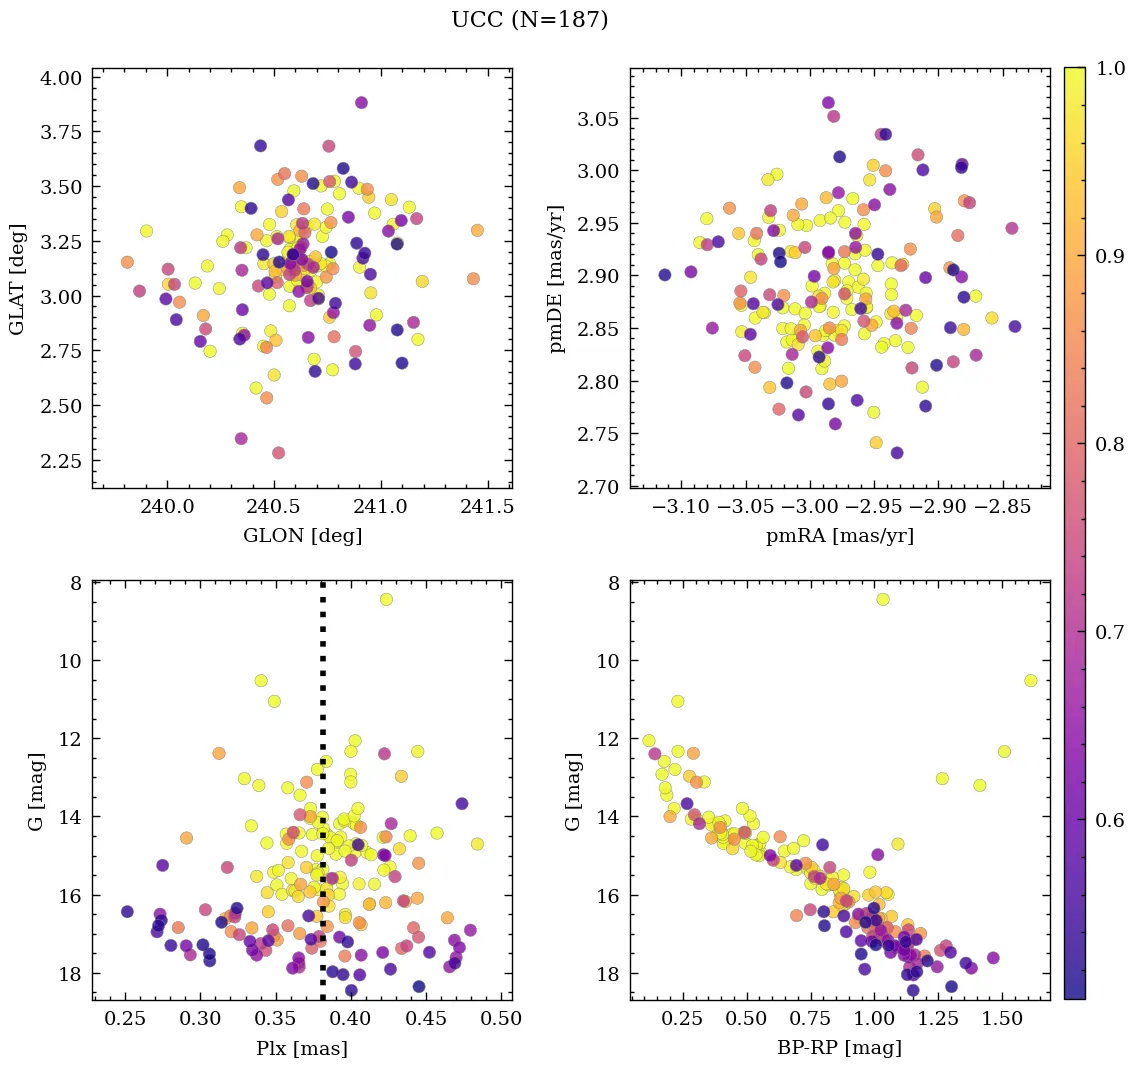 UCC (N=187)
4.00
3.75
3.50
3.25
3.00
2.75
2.50
2.25
GLAT [deg]
240.0 240.5 241.0 241.5
GLON [deg]
3.05
3.00
2.95
2.90
2.85
2.80
2.75
2.70
pmDE [mas/yr]
−3.10 −3.05 −3.00 −2.95 −2.90 −2.85
pmRA [mas/yr]
1.0
0.9
0.8
0.7
0.6
8
10
12
14
16
18
G [mag]
0.25 0.30 0.35 0.40 0.45 0.50
Plx [mas]
8
10
12
14
16
18
G [mag]
0.25 0.50 0.75 1.00 1.25 1.50
BP-RP [mag]